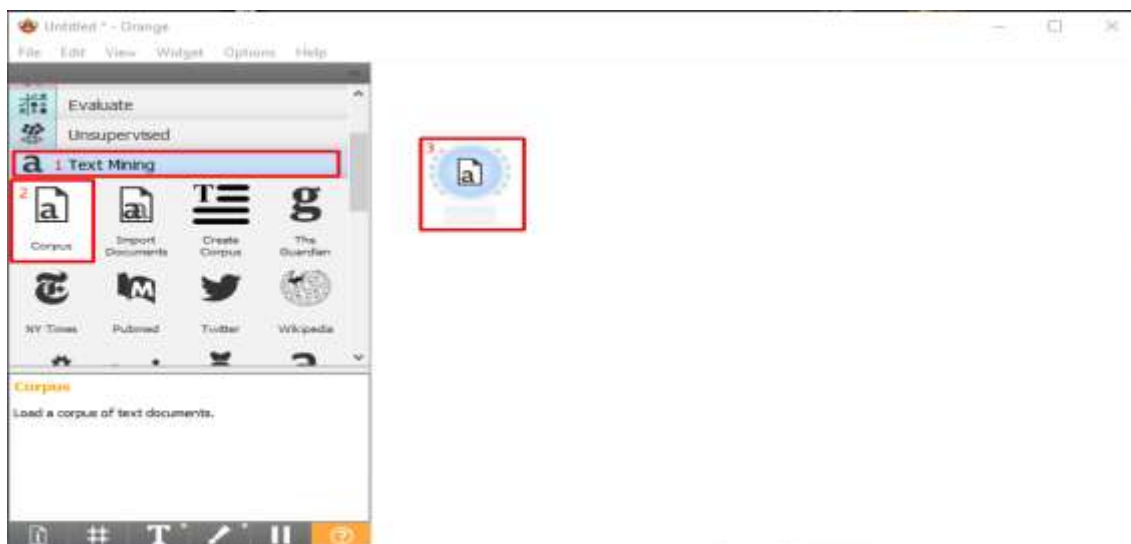 Untitled * - Orange
File Edit View Widget Options Help
Evaluate
Unsupervised
1 Text Mining
2
3
Corpus
Import Documents
Create Corpus
The Guardian
NY Times
Pubmed
Twitter
Wikipedia
Corpus
Load a corpus of text documents.